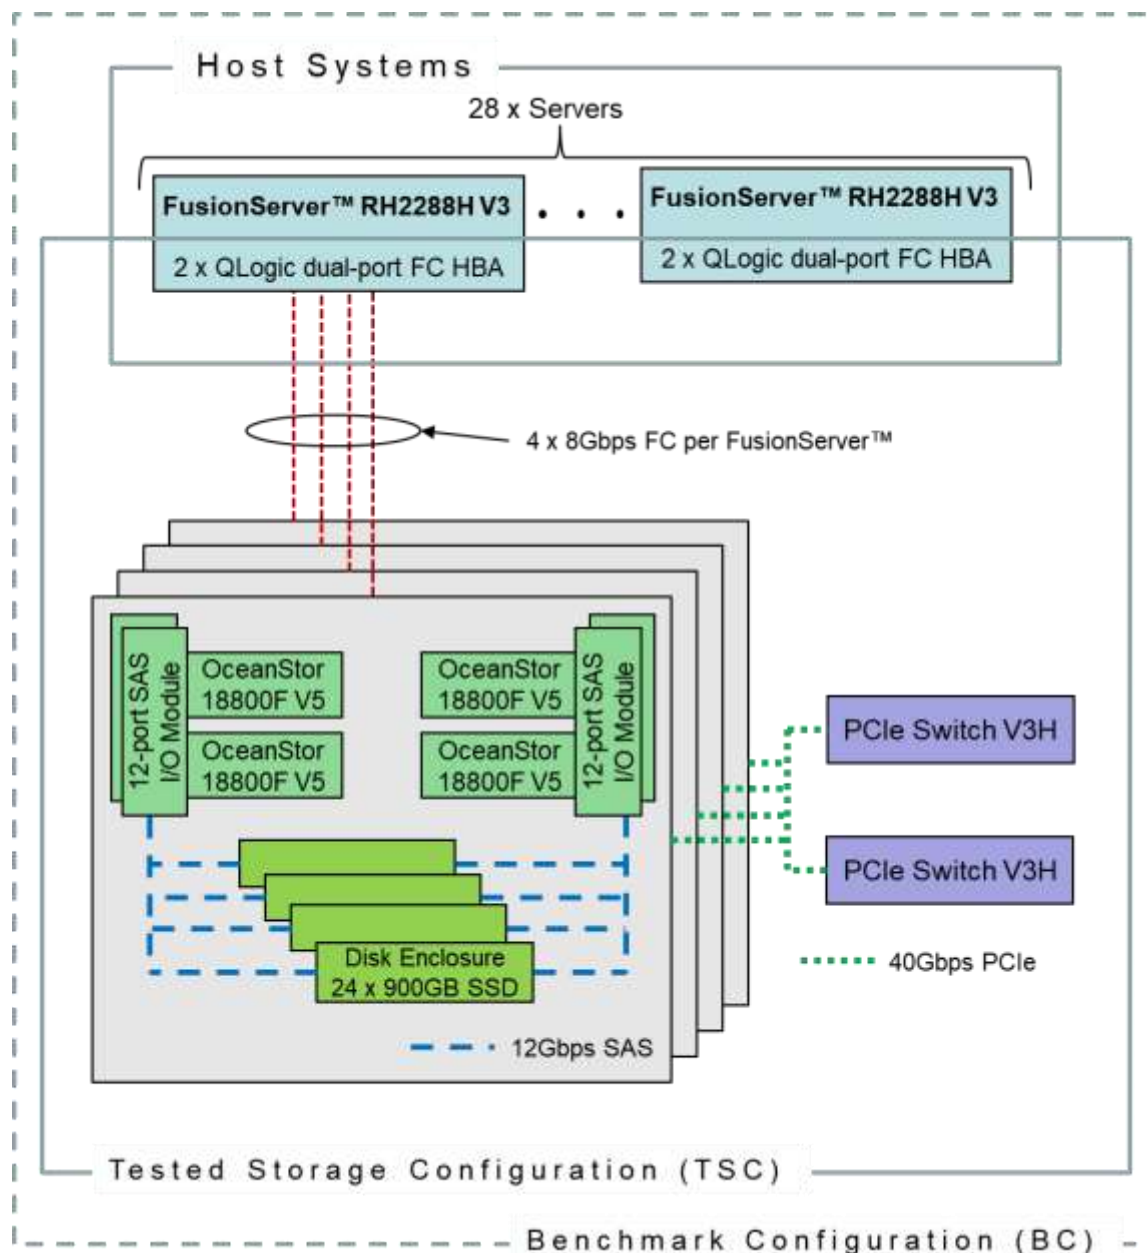 Host Systems
28 x Servers
FusionServer™ RH2288H V3
2 x QLogic dual-port FC HBA
FusionServer™ RH2288H V3
2 x QLogic dual-port FC HBA
4 x 8Gbps FC per FusionServer™
12-port SAS
I/O Module
OceanStor
18800F V5
OceanStor
18800F V5
OceanStor
18800F V5
OceanStor
18800F V5
12-port SAS
I/O Module
Disk Enclosure
24 x 900GB SSD
12Gbps SAS
PCIe Switch V3H
PCIe Switch V3H
40Gbps PCIe
Tested Storage Configuration (TSC)
Benchmark Configuration (BC)